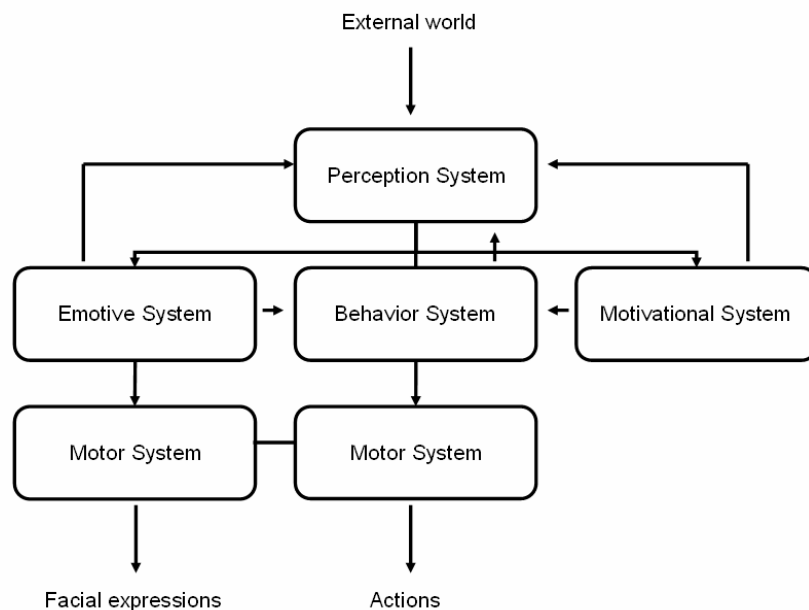 External world
Perception System
Emotive System
Behavior System
Motivational System
Motor System
Motor System
Facial expressions
Actions